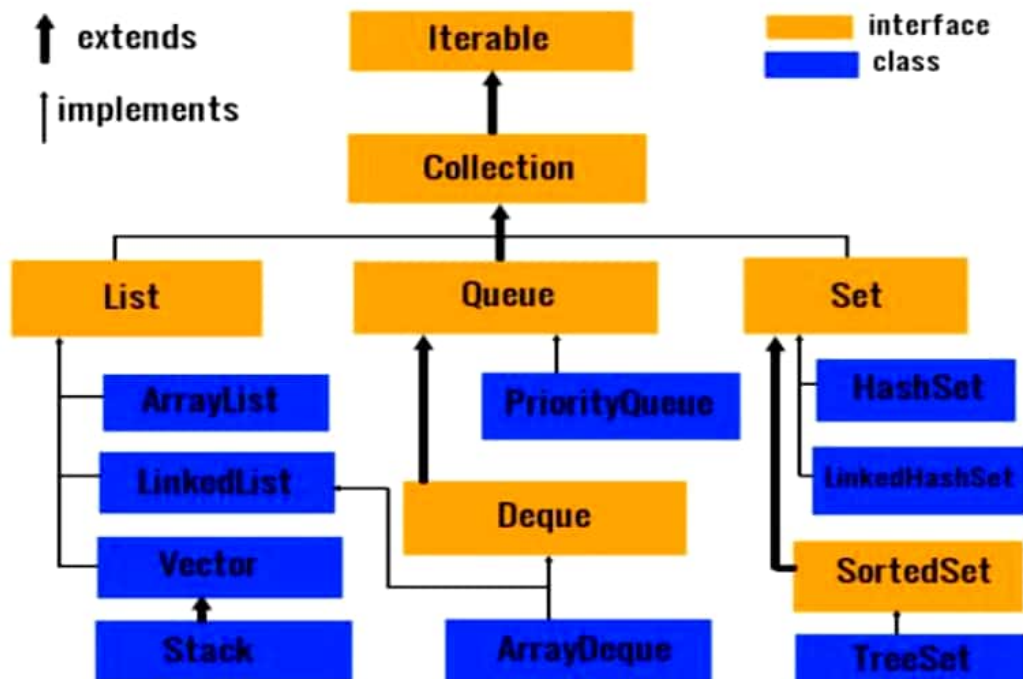 extends
Iterable
interface
class
implements
Collection
List
Queue
Set
ArrayList
PriorityQueue
HashSet
LinkedList
LinkedHashSet
Deque
Vector
SortedSet
Stack
ArrayDeque
TreeSet